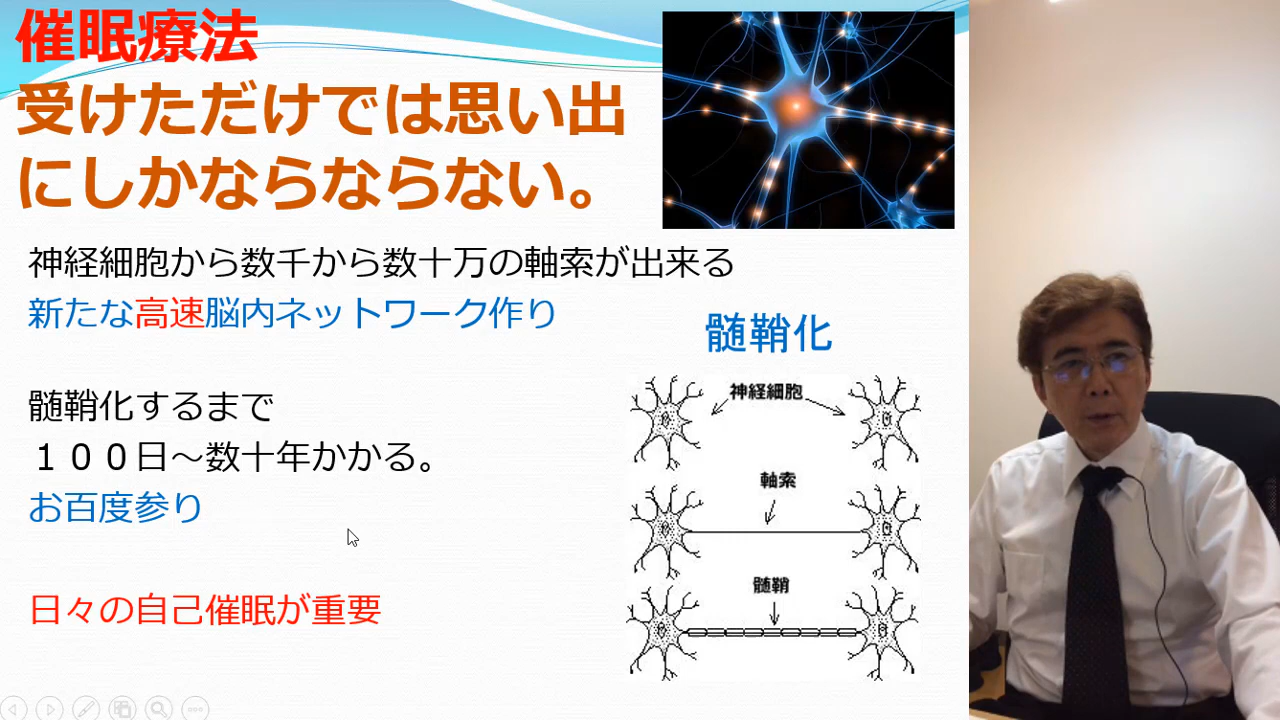 催眠療法
受けただけでは思い出
にしかならならない。
神経細胞から数千から数十万の軸索が出来る
新たな高速脳内ネットワーク作り
髄鞘化
神経細胞
髄鞘化するまで
１００日～数十年かかる。
軸索
お百度参り
髄鞘
日々の自己催眠が重要